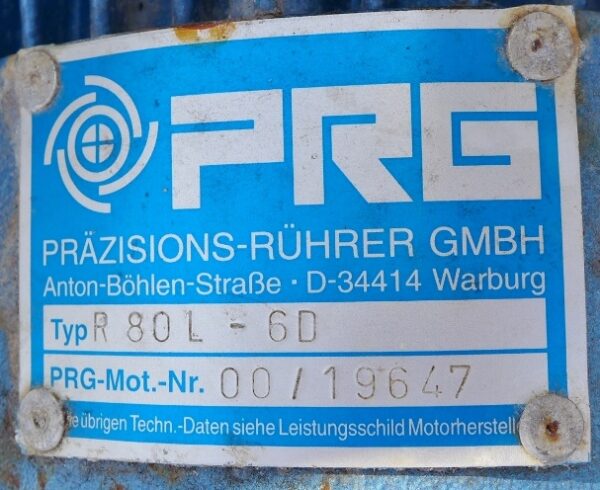 PRG
PRÄZISIONS-RÜHRER GMBH
Anton-Böhlen-Straße · D-34414 Warburg
Typ R 80L - 6D
PRG-Mot.-Nr. 00/19647
übrigen Techn.-Daten siehe Leistungsschild